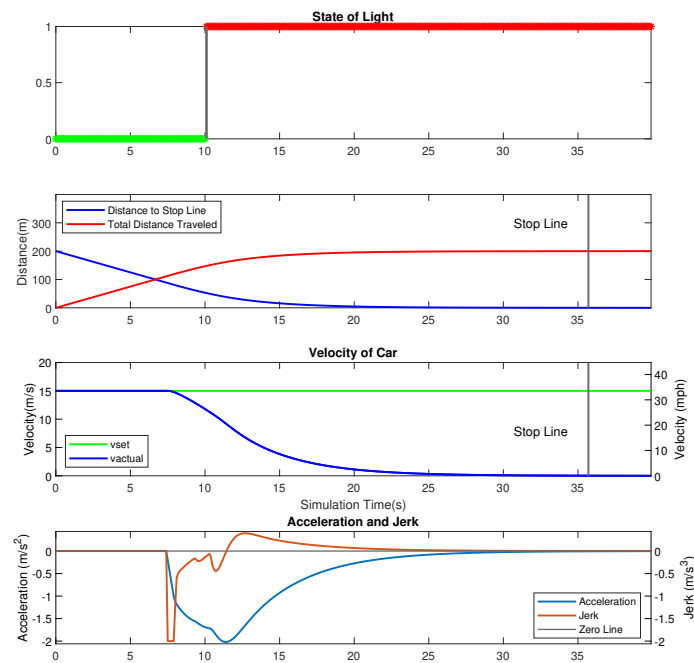 State of Light
1
0.5
0
0 5 10 15 20 25 30 35
Distance(m)
300
200
100
0
Distance to Stop Line
Total Distance Traveled
Stop Line
0 5 10 15 20 25 30 35
Velocity of Car
Velocity(m/s)
20
15
10
5
0
vset
vactual
Stop Line
40
30
20
10
0
Velocity (mph)
0 5 10 15 20 25 30 35
Simulation Time(s)
Acceleration and Jerk
Acceleration (m/s²)
0
-0.5
-1
-1.5
-2
Acceleration
Jerk
Zero Line
0
-0.5
-1
-1.5
-2
Jerk (m/s³)
0 5 10 15 20 25 30 35